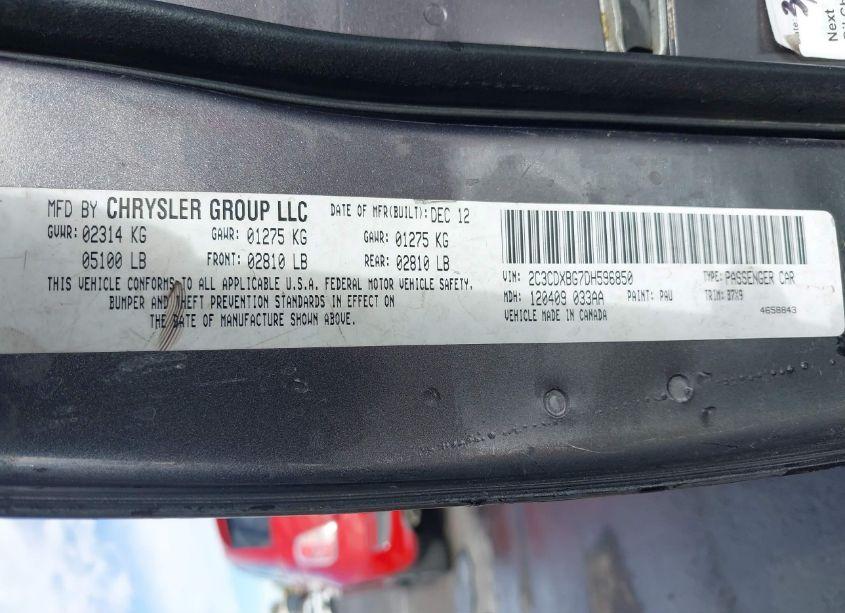 MFD BY CHRYSLER GROUP LLC DATE OF MFR(BUILT): DEC 12
GVWR: 02314 KG GAWR: 01275 KG GAWR: 01275 KG
05100 LB FRONT: 02810 LB REAR: 02810 LB
THIS VEHICLE CONFORMS TO ALL APPLICABLE U.S.A. FEDERAL MOTOR VEHICLE SAFETY,
BUMPER AND THEFT PREVENTION STANDARDS IN EFFECT ON
THE DATE OF MANUFACTURE SHOWN ABOVE.
VIN: 2C3CDXBG7DH596850 TYPE: PASSENGER CAR
MDH: 120409 033AA PAINT: PAU TRIM: B7X9
VEHICLE MADE IN CANADA 4658843
Next